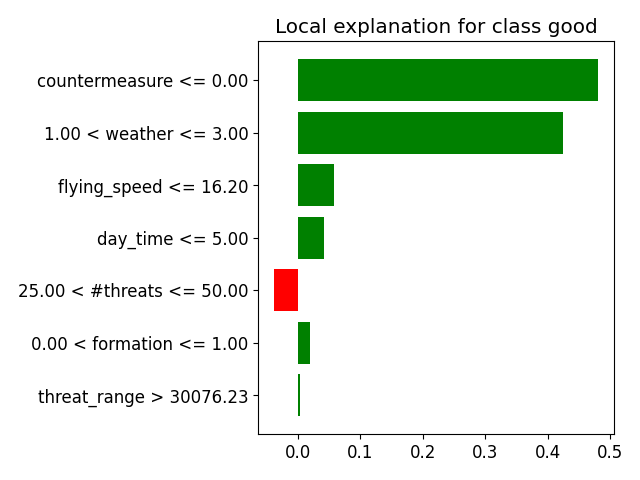 Local explanation for class good
countermeasure <= 0.00
1.00 < weather <= 3.00
flying_speed <= 16.20
day_time <= 5.00
25.00 < #threats <= 50.00
0.00 < formation <= 1.00
threat_range > 30076.23
0.0 0.1 0.2 0.3 0.4 0.5